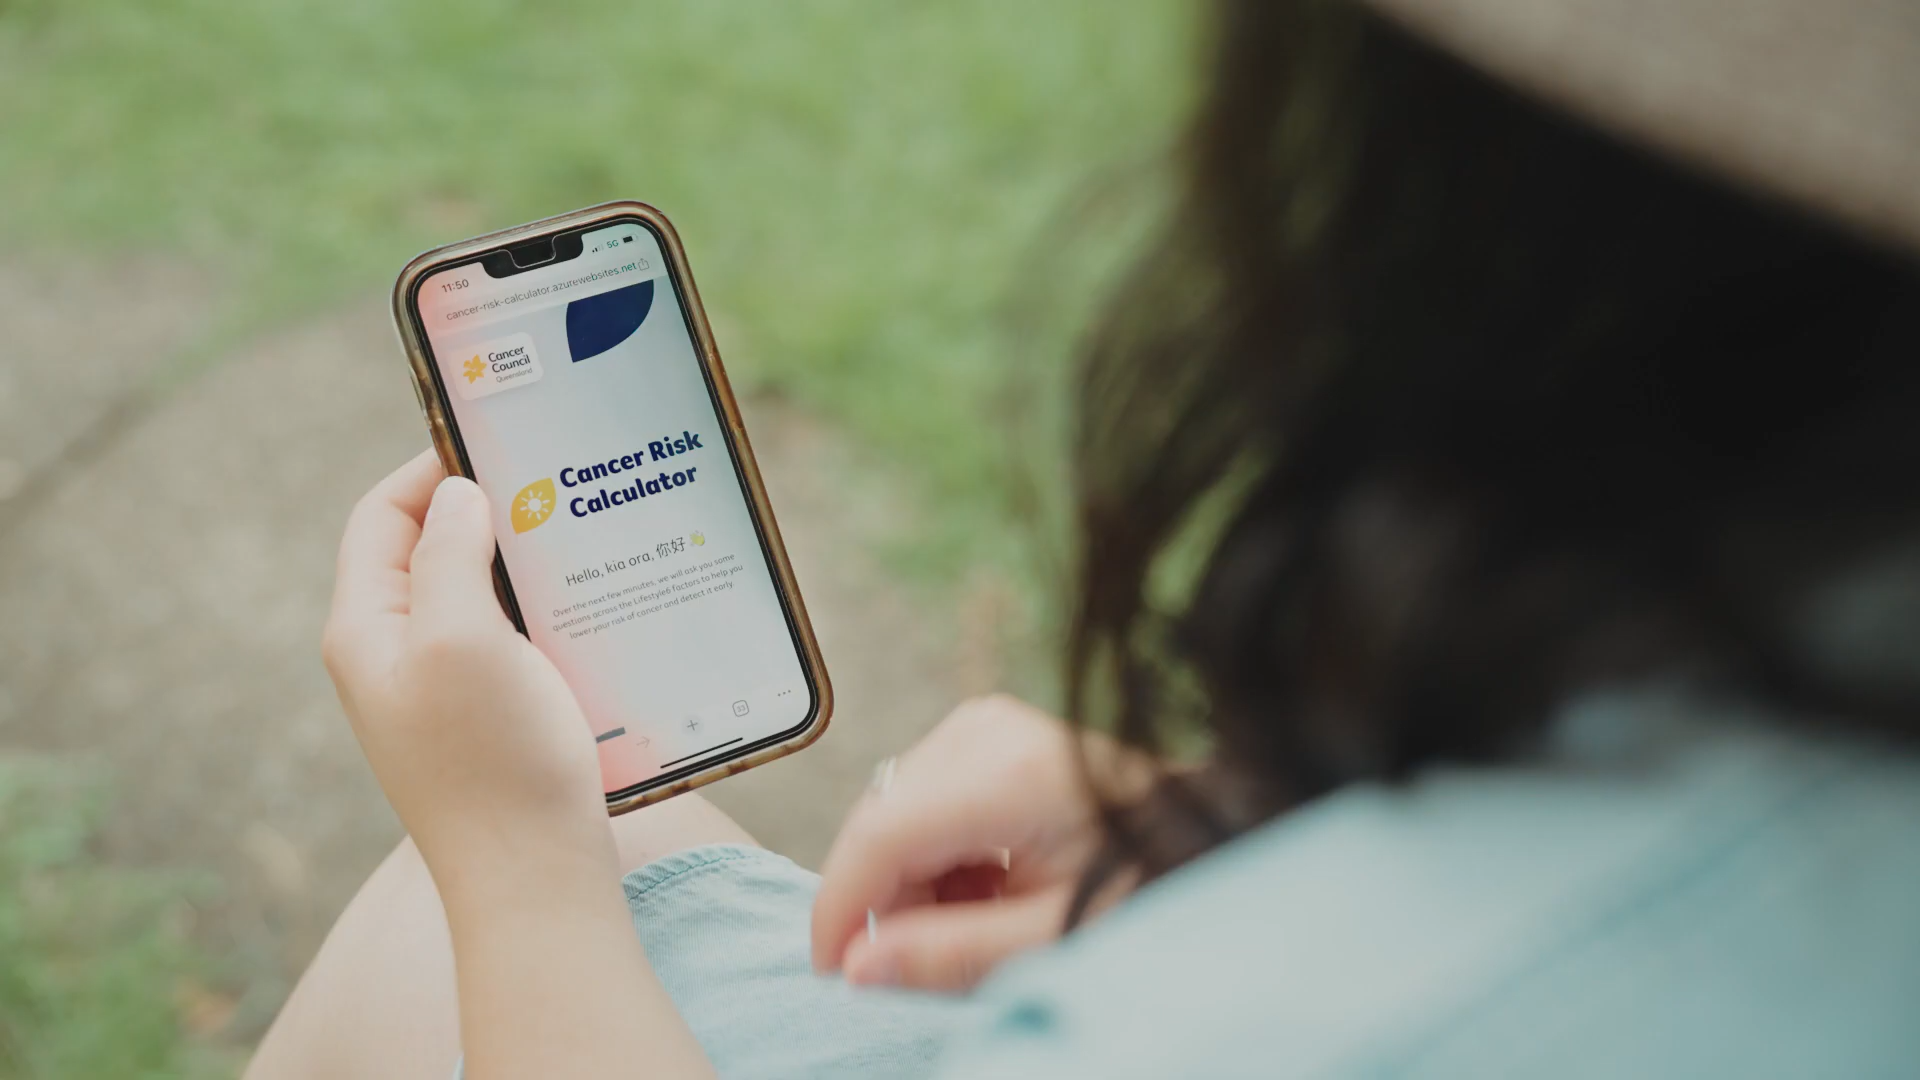 11:50
5G
cancer-risk-calculator.azurewebsites.net
Cancer
Council
Queensland
Cancer Risk
Calculator
Hello, kia ora, 你好 👋
Over the next few minutes, we will ask you some
questions across the Lifestyle6 factors to help you
lower your risk of cancer and detect it early
33